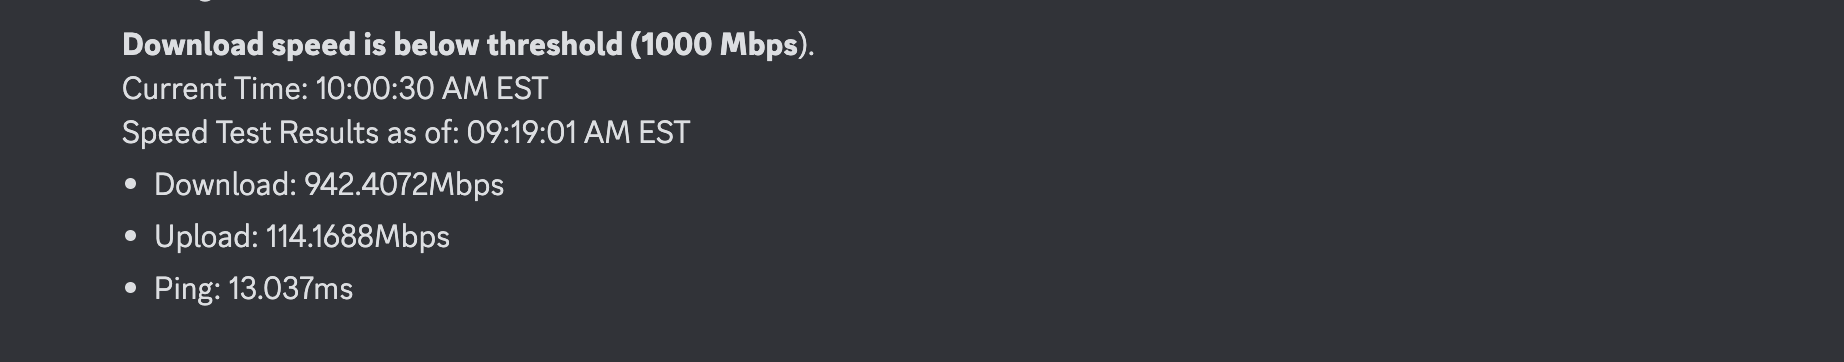 Download speed is below threshold (1000 Mbps).
Current Time: 10:00:30 AM EST
Speed Test Results as of: 09:19:01 AM EST
• Download: 942.4072Mbps
• Upload: 114.1688Mbps
• Ping: 13.037ms